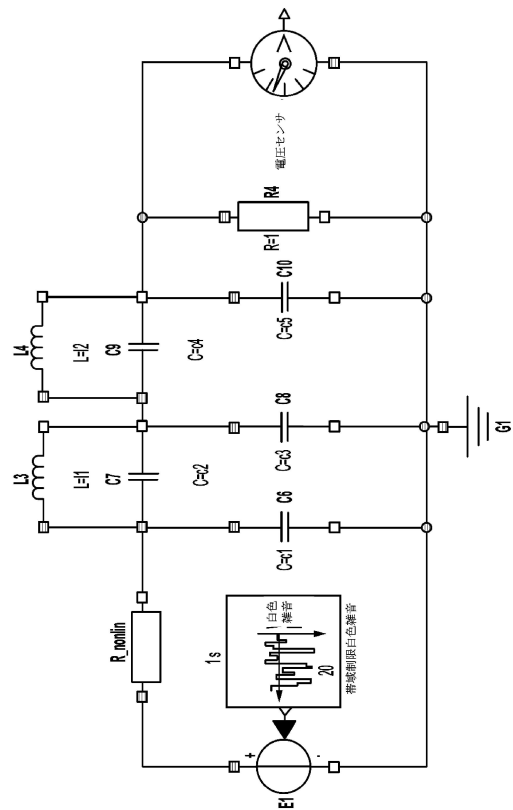 L3
L=l1
C7
C=c2
L4
L=l2
C9
C=c4
R_nonlin
C=c1
C6
C=c3
C8
C=c5
C10
R=1
R4
電圧センサ
E1
+
-
1 s
白色
雑音
20
帯域制限白色雑音
G1